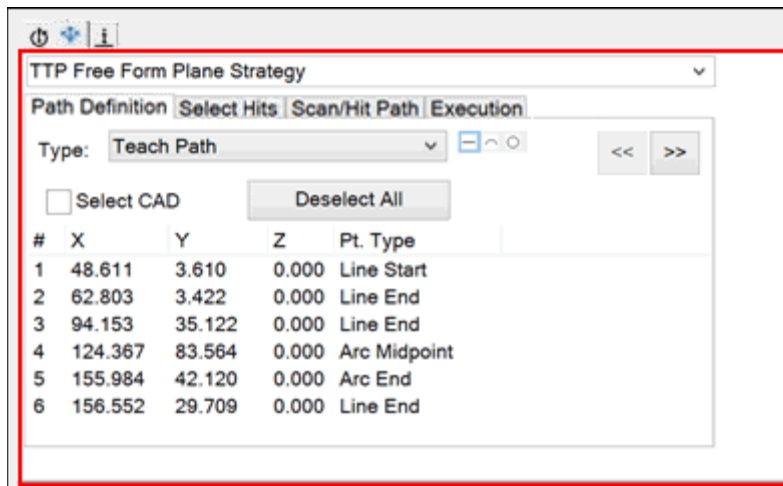 TTP Free Form Plane Strategy
Path Definition Select Hits Scan/Hit Path Execution
Type: Teach Path << >>
Select CAD Deselect All
# X Y Z Pt. Type
1 48.611 3.610 0.000 Line Start
2 62.803 3.422 0.000 Line End
3 94.153 35.122 0.000 Line End
4 124.367 83.564 0.000 Arc Midpoint
5 155.984 42.120 0.000 Arc End
6 156.552 29.709 0.000 Line End